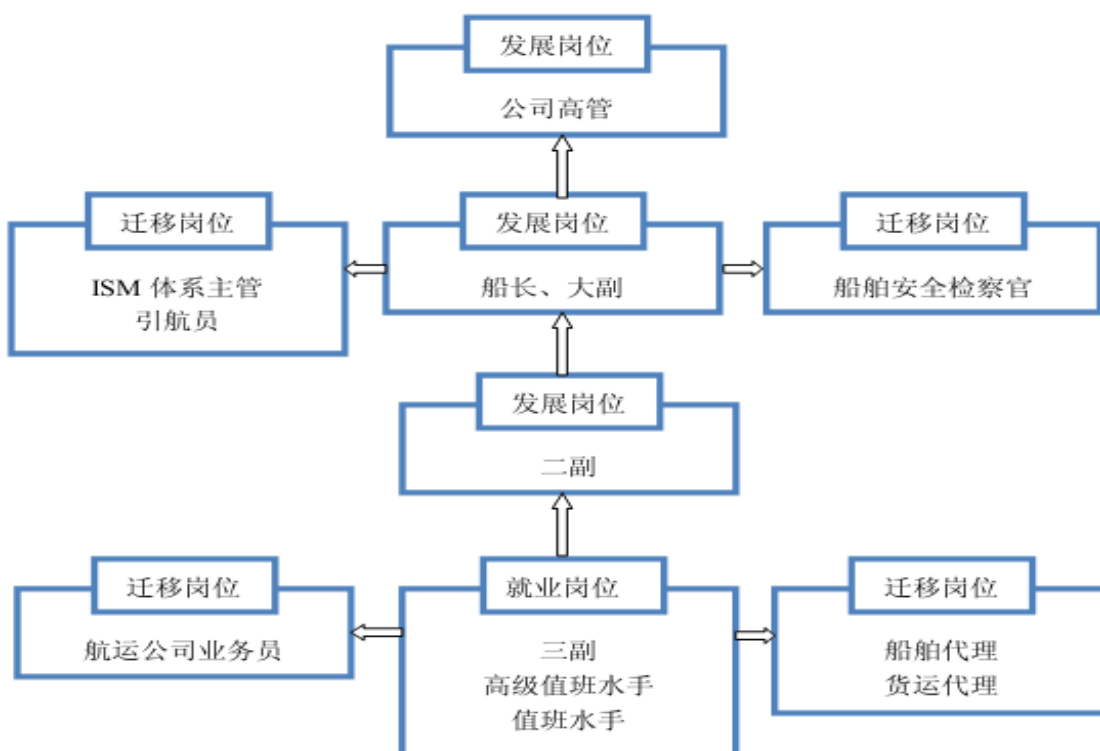 发展岗位
公司高管
迁移岗位
ISM 体系主管
引航员
发展岗位
船长、大副
迁移岗位
船舶安全检察官
发展岗位
二副
迁移岗位
航运公司业务员
就业岗位
三副
高级值班水手
值班水手
迁移岗位
船舶代理
货运代理